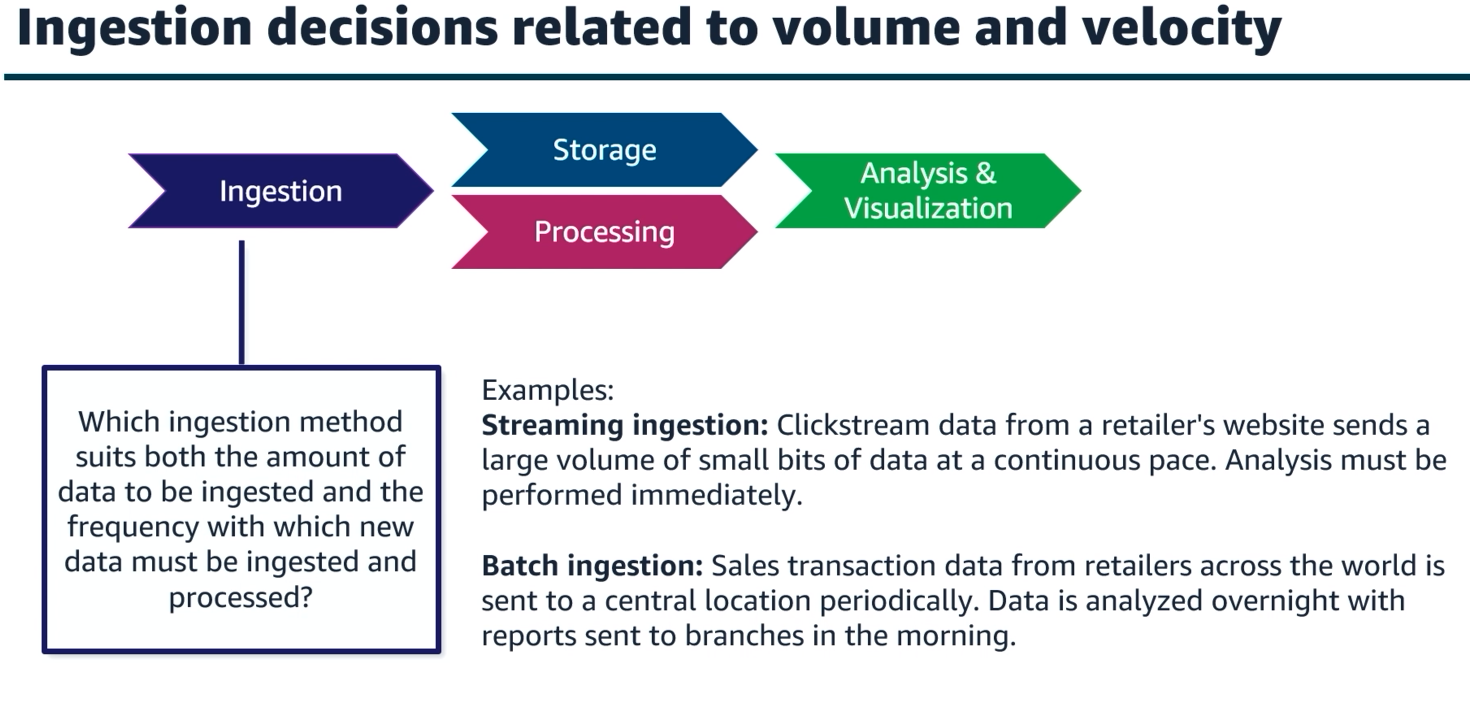 Ingestion decisions related to volume and velocity
Storage
Ingestion
Processing
Analysis &
Visualization
Which ingestion method
suits both the amount of
data to be ingested and the
frequency with which new
data must be ingested and
processed?
Examples:
Streaming ingestion: Clickstream data from a retailer's website sends a
large volume of small bits of data at a continuous pace. Analysis must be
performed immediately.
Batch ingestion: Sales transaction data from retailers across the world is
sent to a central location periodically. Data is analyzed overnight with
reports sent to branches in the morning.